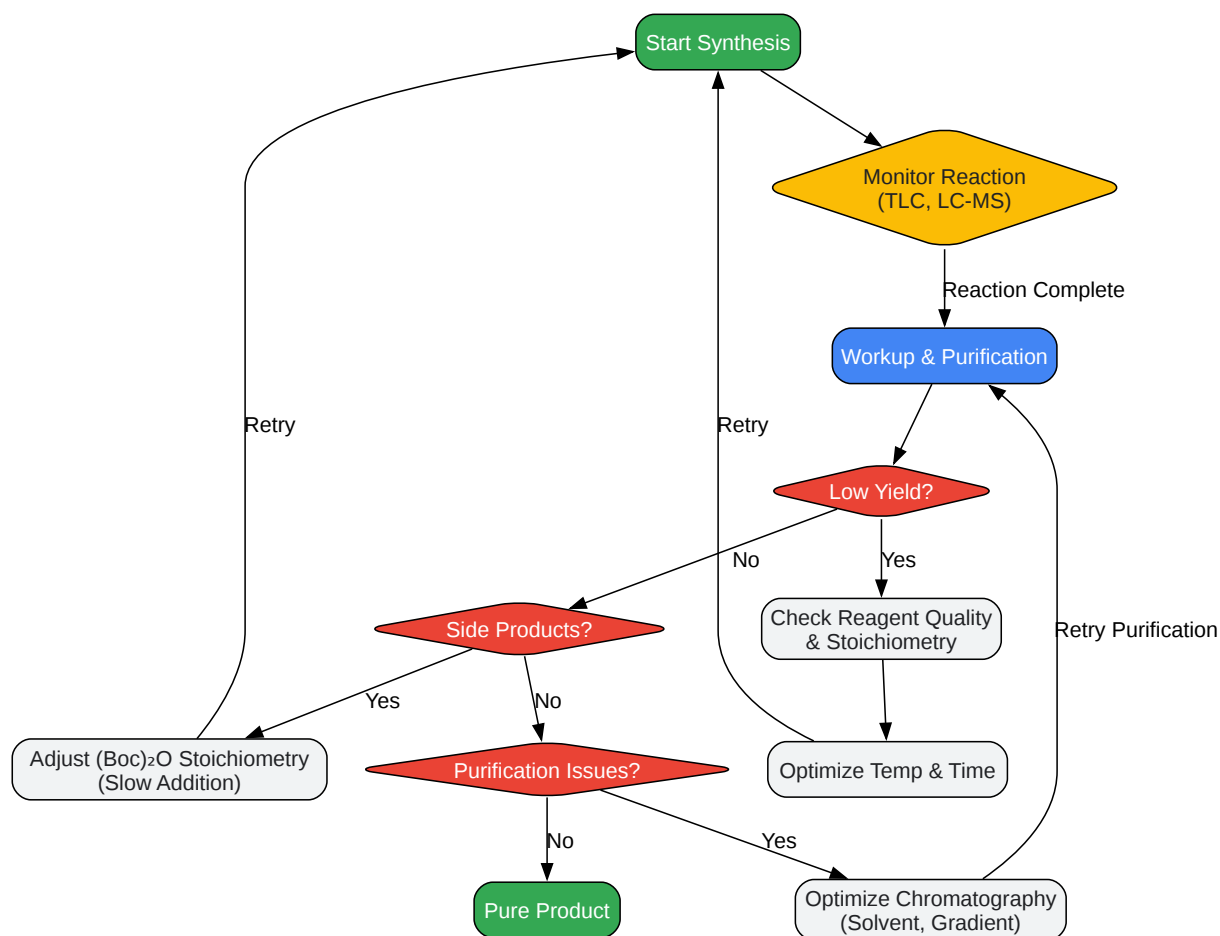 Start Synthesis
Monitor Reaction
(TLC, LC-MS)
Reaction Complete
Workup & Purification
Retry
Retry
Low Yield?
No
Yes
Check Reagent Quality
& Stoichiometry
Side Products?
Retry Purification
Yes
No
Adjust (Boc)₂O Stoichiometry
(Slow Addition)
Purification Issues?
Optimize Temp & Time
No
Yes
Pure Product
Optimize Chromatography
(Solvent, Gradient)